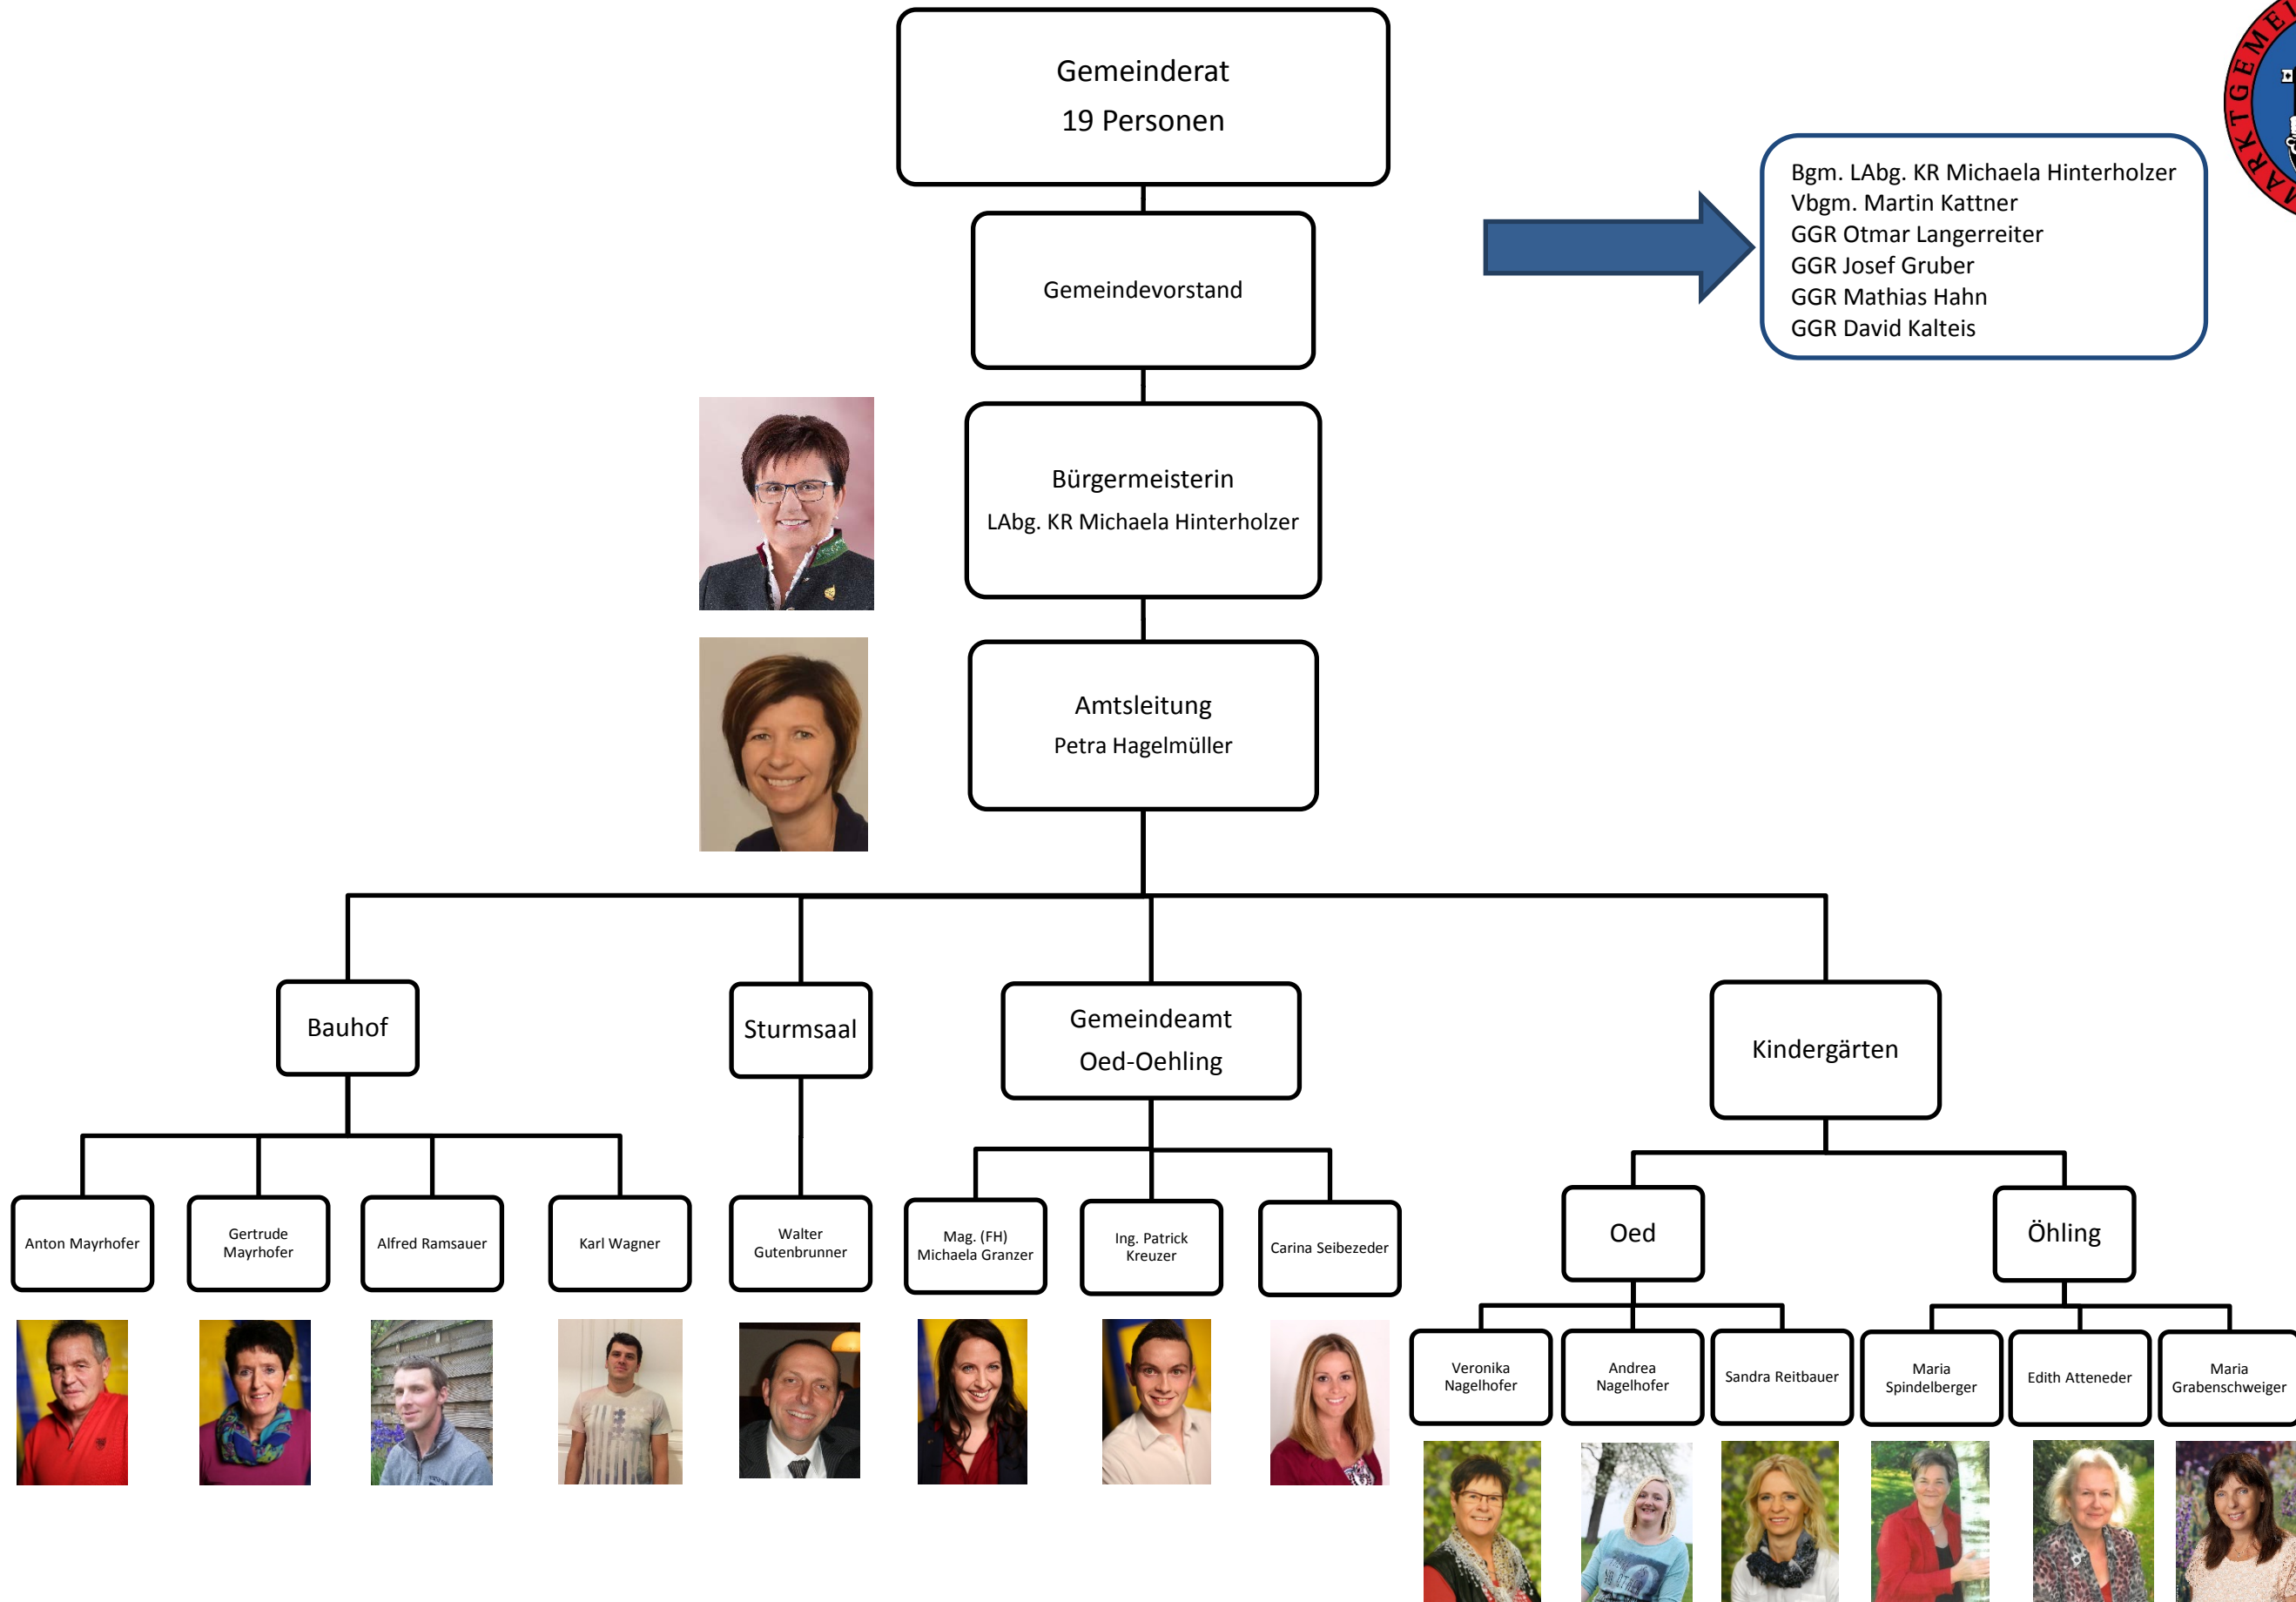 Gemeinderat
19 Personen
MARKTGEMEI
Bgm. LAbg. KR Michaela Hinterholzer
Vbgm. Martin Kattner
GGR Otmar Langerreiter
GGR Josef Gruber
GGR Mathias Hahn
GGR David Kalteis
Gemeindevorstand
Bürgermeisterin
LAbg. KR Michaela Hinterholzer
Amtsleitung
Petra Hagelmüller
Bauhof
Sturmsaal
Gemeindeamt
Oed-Oehling
Kindergärten
Anton Mayrhofer
Gertrude
Mayrhofer
Alfred Ramsauer
Karl Wagner
Walter
Gutenbrunner
Mag. (FH)
Michaela Granzer
Ing. Patrick
Kreuzer
Carina Seibezeder
Oed
Öhling
Veronika
Nagelhofer
Andrea
Nagelhofer
Sandra Reitbauer
Maria
Spindelberger
Edith Atteneder
Maria
Grabenschweiger